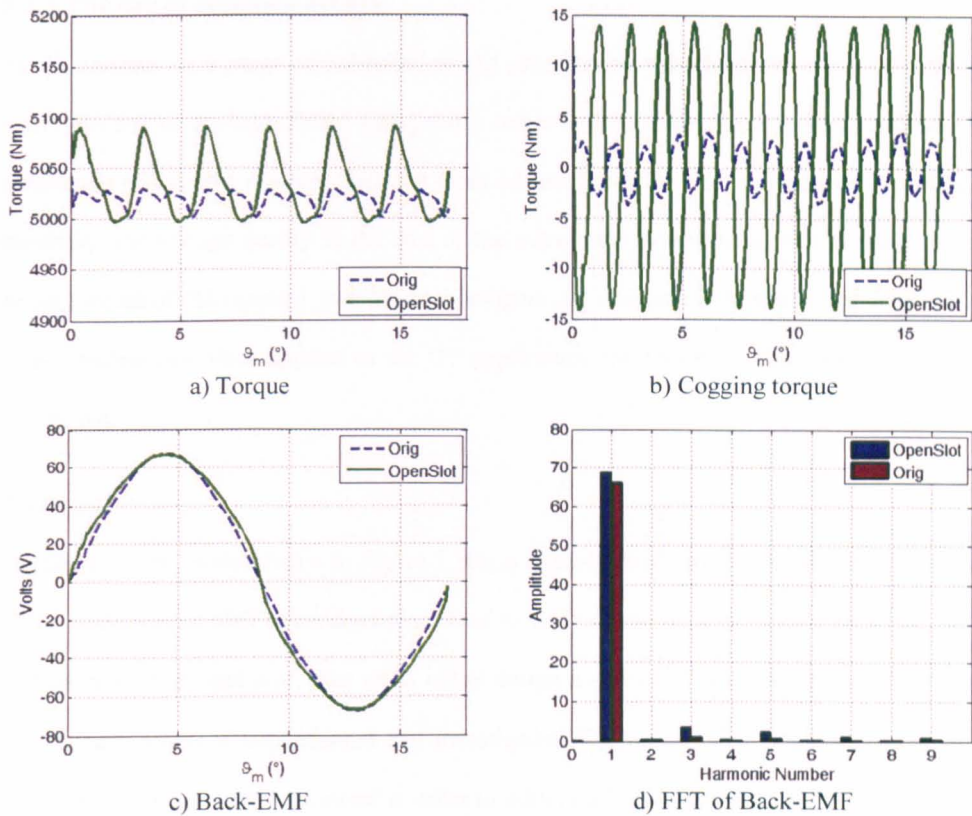 5200
5150
5100
5050
5000
4950
4900
Torque (Nm)
0 5 10 15
ϑm (°)
Orig
OpenSlot
a) Torque
15
10
5
0
-5
-10
-15
Torque (Nm)
0 5 10 15
ϑm (°)
Orig
OpenSlot
b) Cogging torque
80
60
40
20
0
-20
-40
-60
-80
Volts (V)
0 5 10 15
ϑm (°)
Orig
OpenSlot
c) Back-EMF
80
70
60
50
40
30
20
10
0
Amplitude
0 1 2 3 4 5 6 7 8 9
Harmonic Number
OpenSlot
Orig
d) FFT of Back-EMF